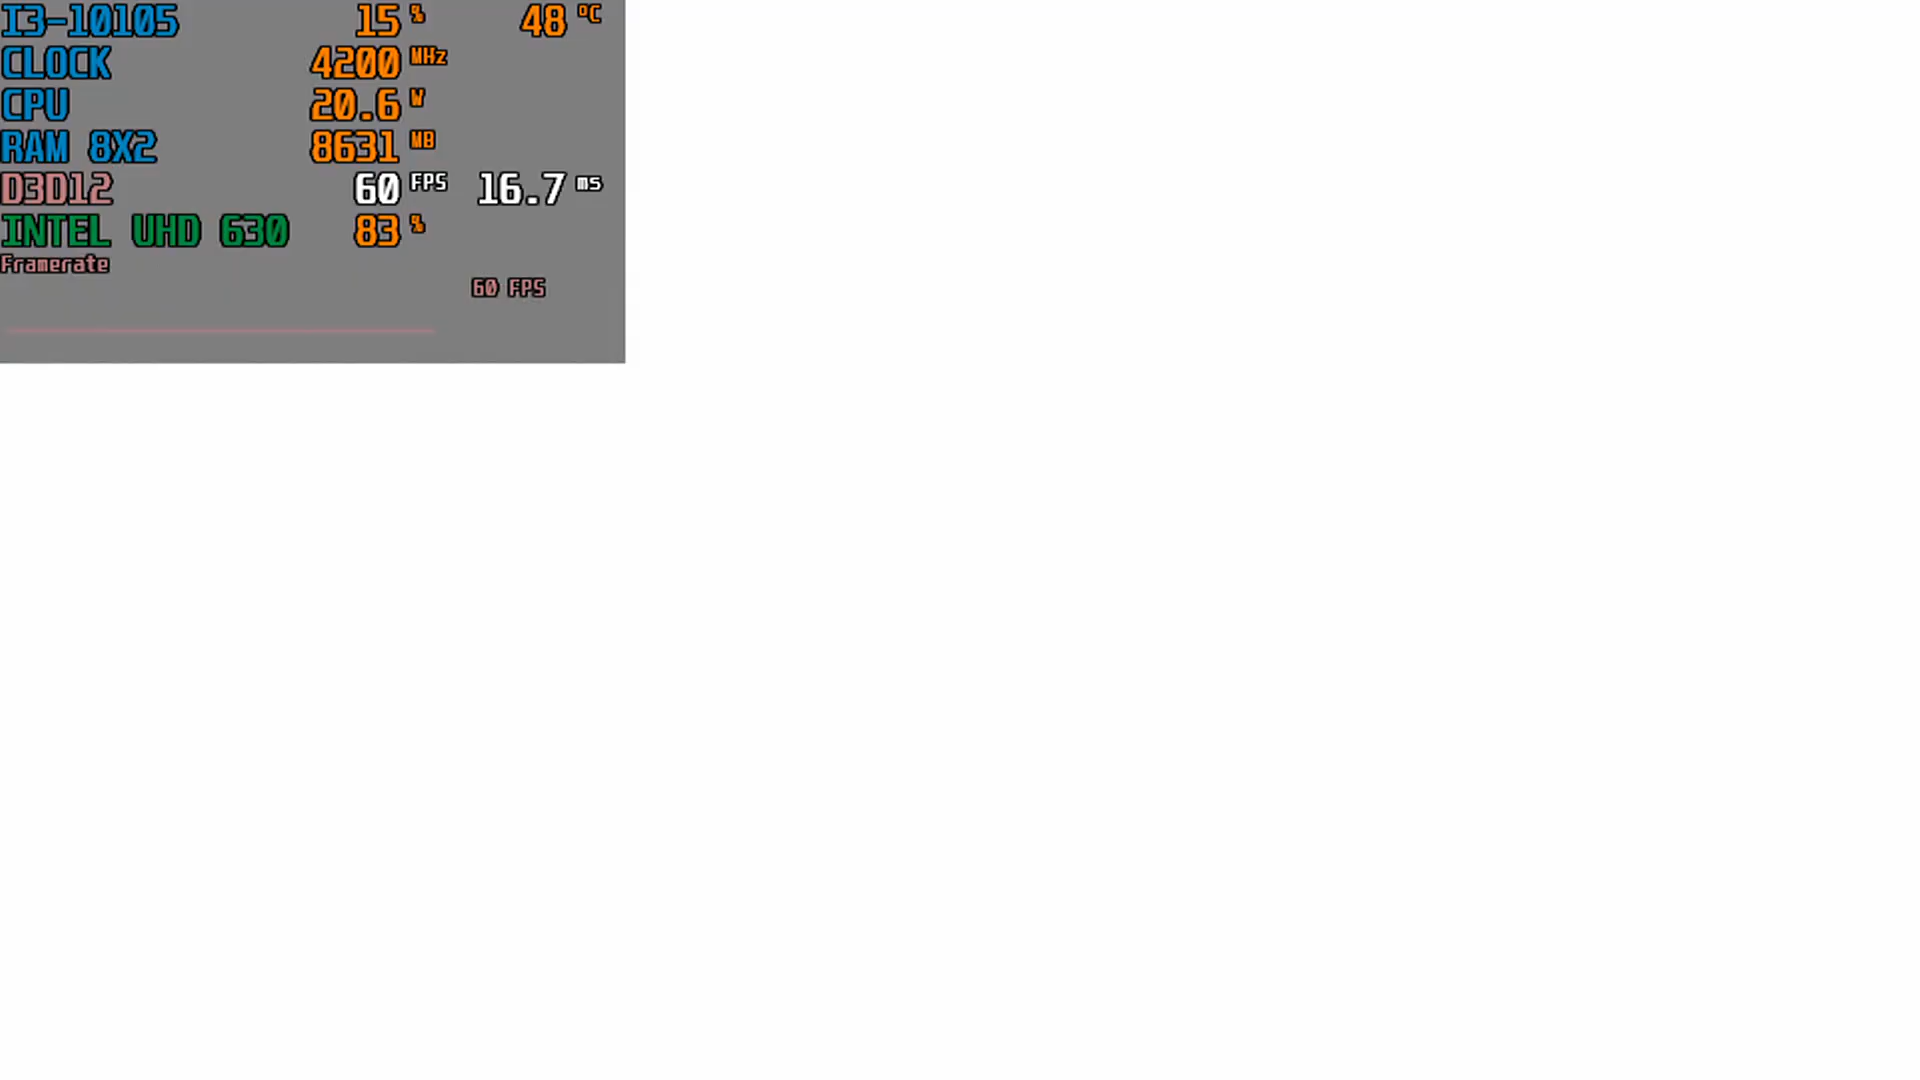 I3-10105 15 % 48 °C
CLOCK 4200 MHz
CPU 20.6 W
RAM 8X2 8631 MB
D3D12 60 FPS 16.7 ms
INTEL UHD 630 83 %
Framerate
60 FPS